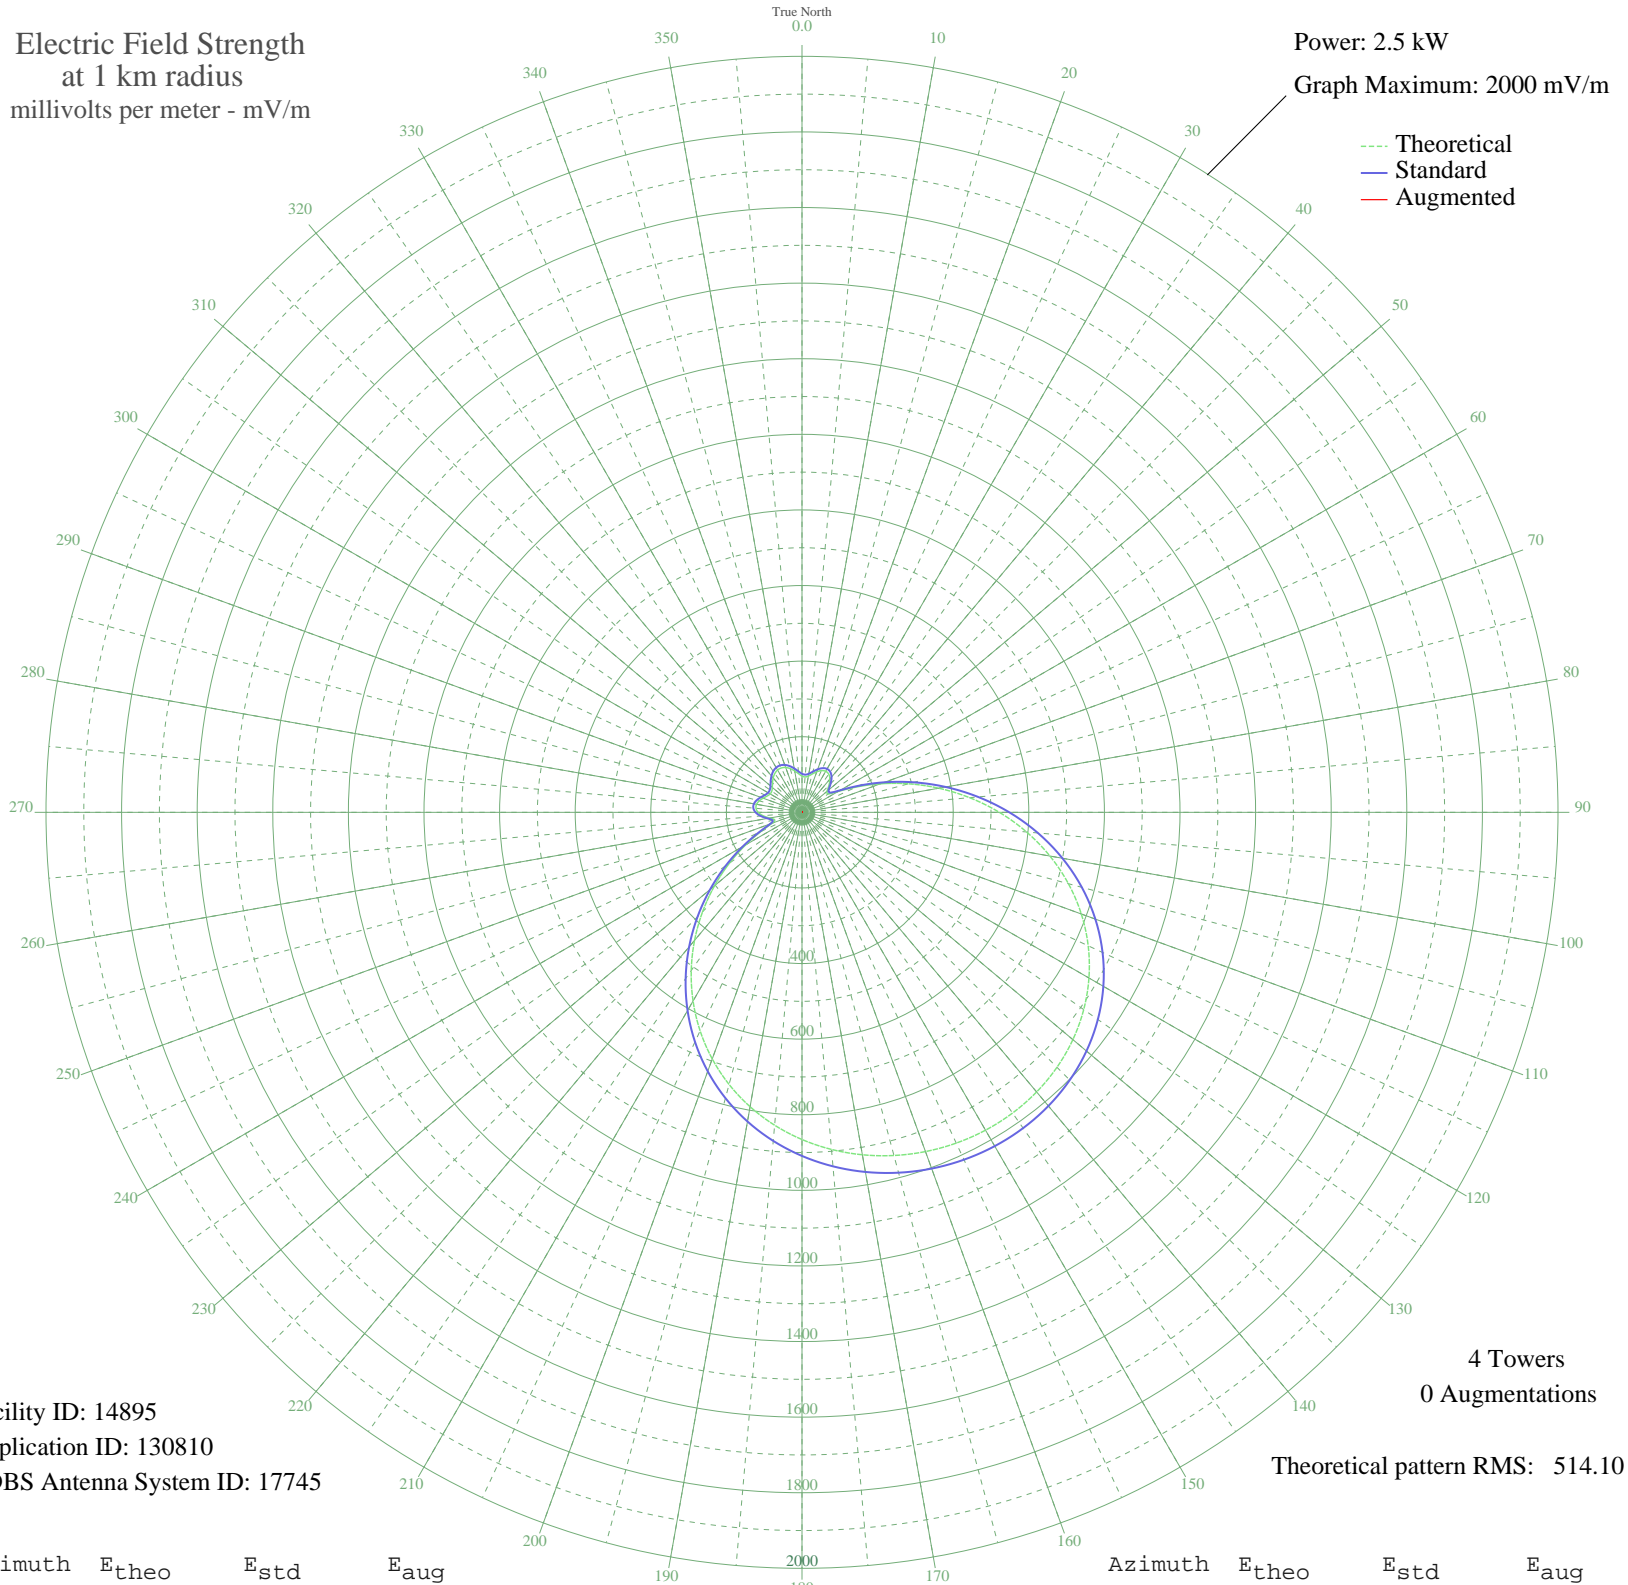 True North
0.0
Electric Field Strength
at 1 km radius
millivolts per meter - mV/m
Power: 2.5 kW
Graph Maximum: 2000 mV/m
Theoretical
Standard
Augmented
10
20
30
40
50
60
70
80
90
100
110
120
130
140
150
160
170
190
200
210
220
230
240
250
260
270
280
290
300
310
320
330
340
350
400
600
800
1000
1200
1400
1600
1800
2000
4 Towers
0 Augmentations
Theoretical pattern RMS: 514.10
cility ID: 14895
plication ID: 130810
DBS Antenna System ID: 17745
imuth Etheo Estd Eaug
Azimuth Etheo Estd Eaug